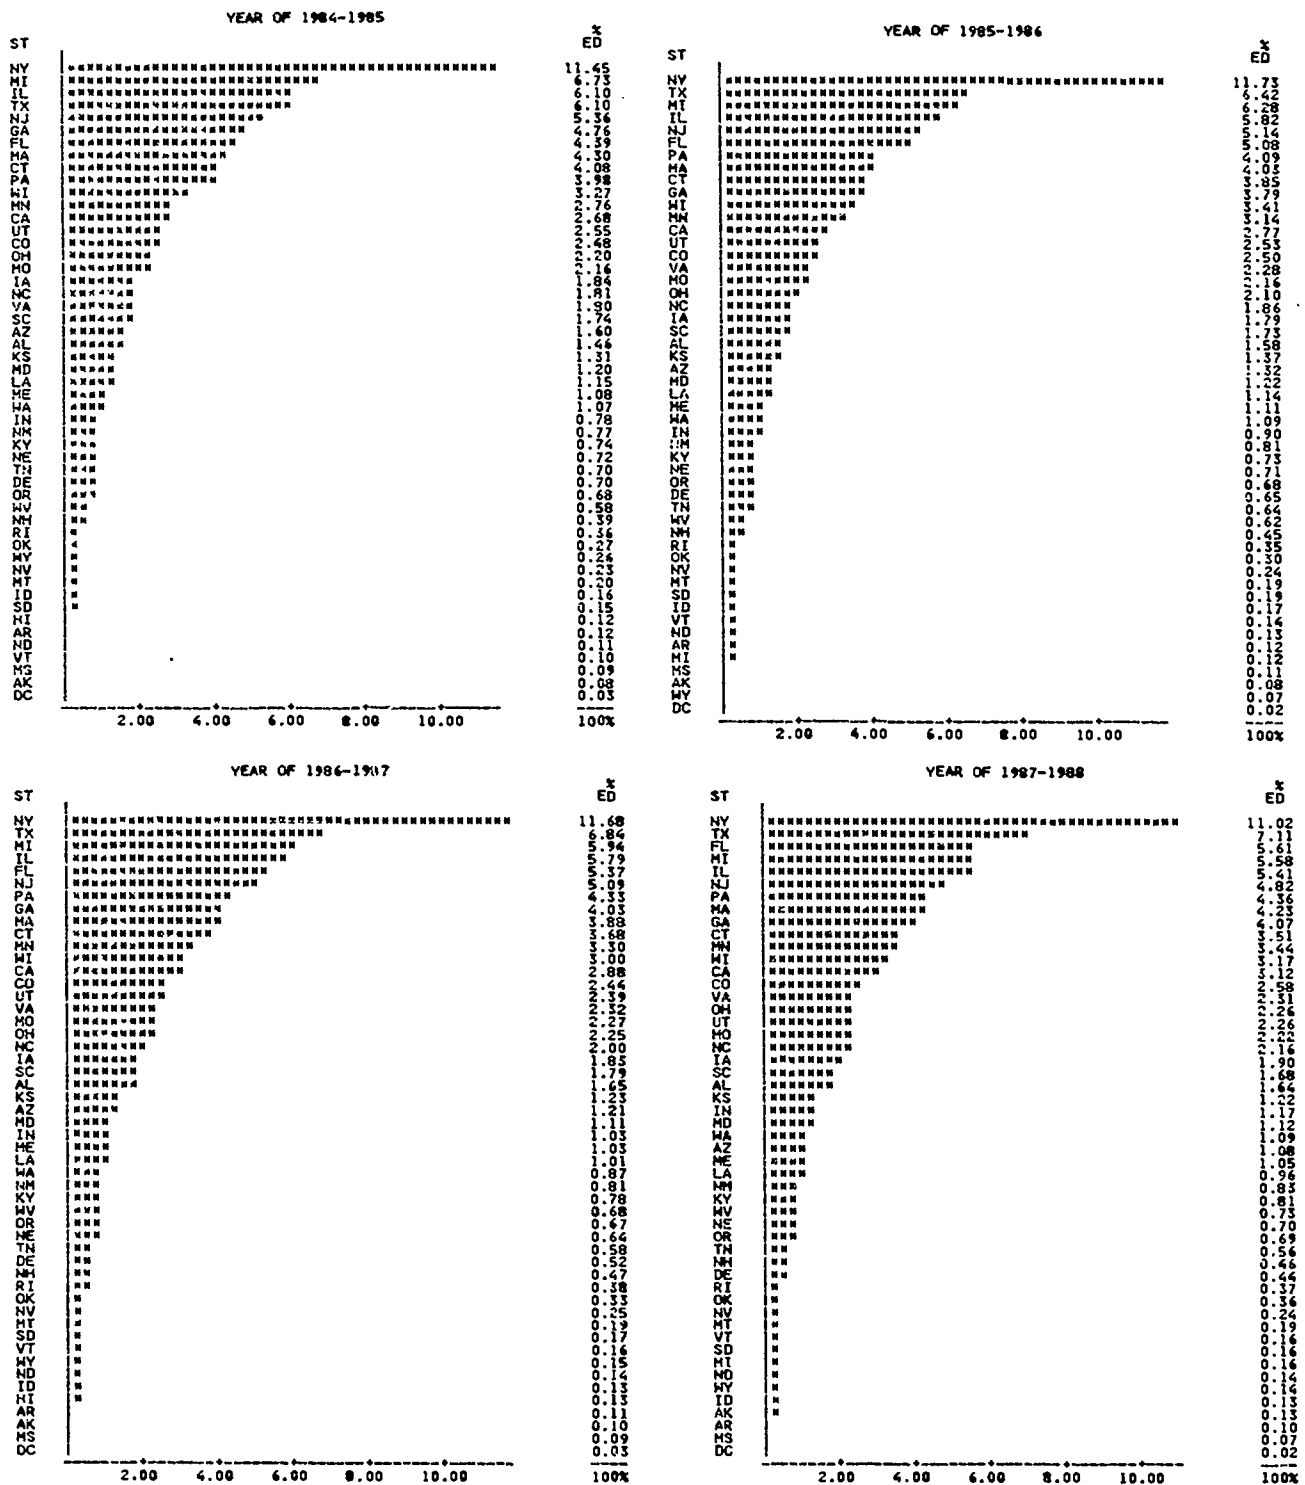 YEAR OF 1984-1985
ST % ED
NY 11.45
MI 6.73
IL 6.10
TX 6.10
NJ 5.36
GA 4.76
FL 4.39
MA 4.30
CT 4.08
PA 3.98
WI 3.27
MN 2.76
CA 2.68
UT 2.55
CO 2.48
OH 2.20
MO 2.16
IA 1.84
NC 1.81
VA 1.80
SC 1.74
AZ 1.60
AL 1.46
KS 1.31
MD 1.20
LA 1.15
ME 1.08
WA 1.07
IN 0.78
NM 0.77
KY 0.74
NE 0.72
TN 0.70
DE 0.70
OR 0.68
WV 0.58
NH 0.39
RI 0.36
OK 0.27
WY 0.26
NV 0.23
MT 0.20
ID 0.16
SD 0.15
HI 0.12
AR 0.12
ND 0.11
VT 0.10
MS 0.09
AK 0.08
DC 0.03
2.00 4.00 6.00 8.00 10.00 100%
YEAR OF 1985-1986
ST % ED
NY 11.73
TX 6.42
MI 6.28
IL 5.82
NJ 5.14
FL 5.08
PA 4.09
MA 4.03
CT 3.85
GA 3.79
WI 3.41
MN 3.14
CA 2.77
UT 2.53
CO 2.50
VA 2.28
MO 2.16
OH 2.10
NC 1.86
IA 1.79
SC 1.73
AL 1.58
KS 1.37
AZ 1.32
MD 1.22
LA 1.14
ME 1.11
WA 1.09
IN 0.90
NM 0.81
KY 0.73
NE 0.71
OR 0.68
DE 0.65
TN 0.64
WV 0.62
NH 0.45
RI 0.35
OK 0.30
NV 0.24
MT 0.19
SD 0.19
ID 0.17
VT 0.14
ND 0.13
AR 0.12
MI 0.12
MS 0.11
AK 0.08
WY 0.07
DC 0.02
2.00 4.00 6.00 8.00 10.00 100%
YEAR OF 1986-1987
ST % ED
NY 11.68
TX 6.84
MI 5.94
IL 5.79
FL 5.37
NJ 5.09
PA 4.33
GA 4.03
MA 3.88
CT 3.68
MN 3.30
WI 3.00
CA 2.88
CO 2.44
UT 2.39
VA 2.32
MO 2.27
OH 2.25
NC 2.00
IA 1.83
SC 1.79
AL 1.65
KS 1.23
AZ 1.21
MD 1.11
IN 1.03
ME 1.03
LA 1.01
WA 0.87
NM 0.81
KY 0.78
WV 0.68
OR 0.67
NE 0.64
TN 0.58
DE 0.52
NH 0.47
RI 0.38
OK 0.33
NV 0.25
MT 0.19
SD 0.17
VT 0.16
WY 0.15
ND 0.14
ID 0.13
HI 0.13
AR 0.11
AK 0.10
MS 0.09
DC 0.03
2.00 4.00 6.00 8.00 10.00 100%
YEAR OF 1987-1988
ST % ED
NY 11.02
TX 7.11
FL 5.61
MI 5.58
IL 5.41
NJ 4.82
PA 4.36
MA 4.23
GA 4.07
CT 3.51
MN 3.44
WI 3.17
CA 3.12
CO 2.58
VA 2.31
OH 2.26
UT 2.26
MO 2.22
NC 2.16
IA 1.90
SC 1.68
AL 1.64
KS 1.22
IN 1.17
MD 1.12
WA 1.09
AZ 1.08
ME 1.05
LA 0.96
NM 0.83
KY 0.81
WV 0.73
NE 0.70
OR 0.69
TN 0.56
NH 0.46
DE 0.44
RI 0.37
OK 0.36
NV 0.24
MT 0.19
VT 0.16
SD 0.16
MI 0.16
ND 0.14
WY 0.14
ID 0.13
AK 0.13
AR 0.10
MS 0.07
DC 0.02
2.00 4.00 6.00 8.00 10.00 100%